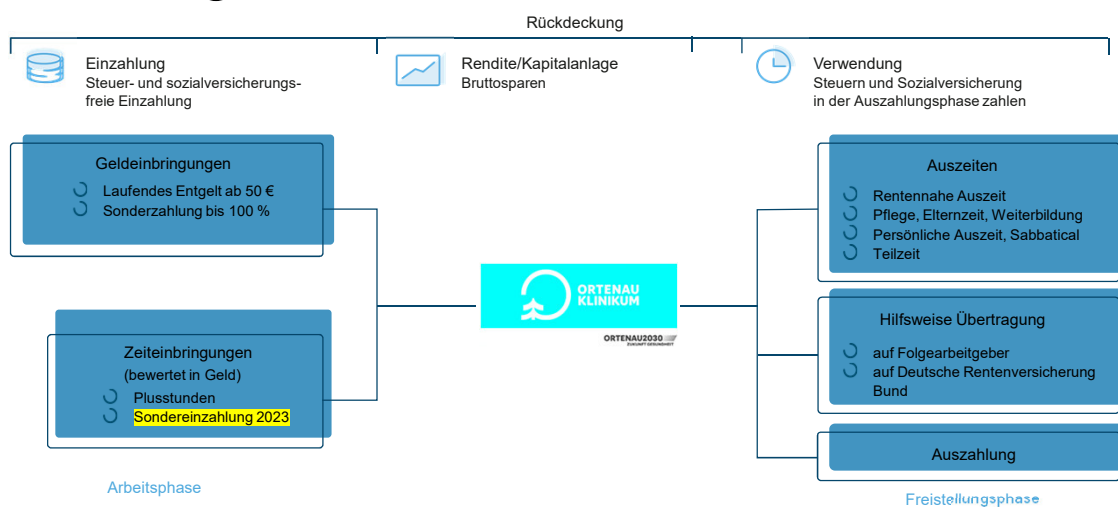 Rückdeckung
Einzahlung
Steuer- und sozialversicherungs-
freie Einzahlung
Rendite/Kapitalanlage
Bruttosparen
Verwendung
Steuern und Sozialversicherung
in der Auszahlungsphase zahlen
Geldeinbringungen
Laufendes Entgelt ab 50 €
Sonderzahlung bis 100 %
Zeiteinbringungen
(bewertet in Geld)
Plusstunden
Sondereinzahlung 2023
Arbeitsphase
ORTENAU
KLINIKUM
ORTENAU2030
ZUKUNFT GESUNDHEIT
Auszeiten
Rentennahe Auszeit
Pflege, Elternzeit, Weiterbildung
Persönliche Auszeit, Sabbatical
Teilzeit
Hilfsweise Übertragung
auf Folgearbeitgeber
auf Deutsche Rentenversicherung
Bund
Auszahlung
Freistellungsphase